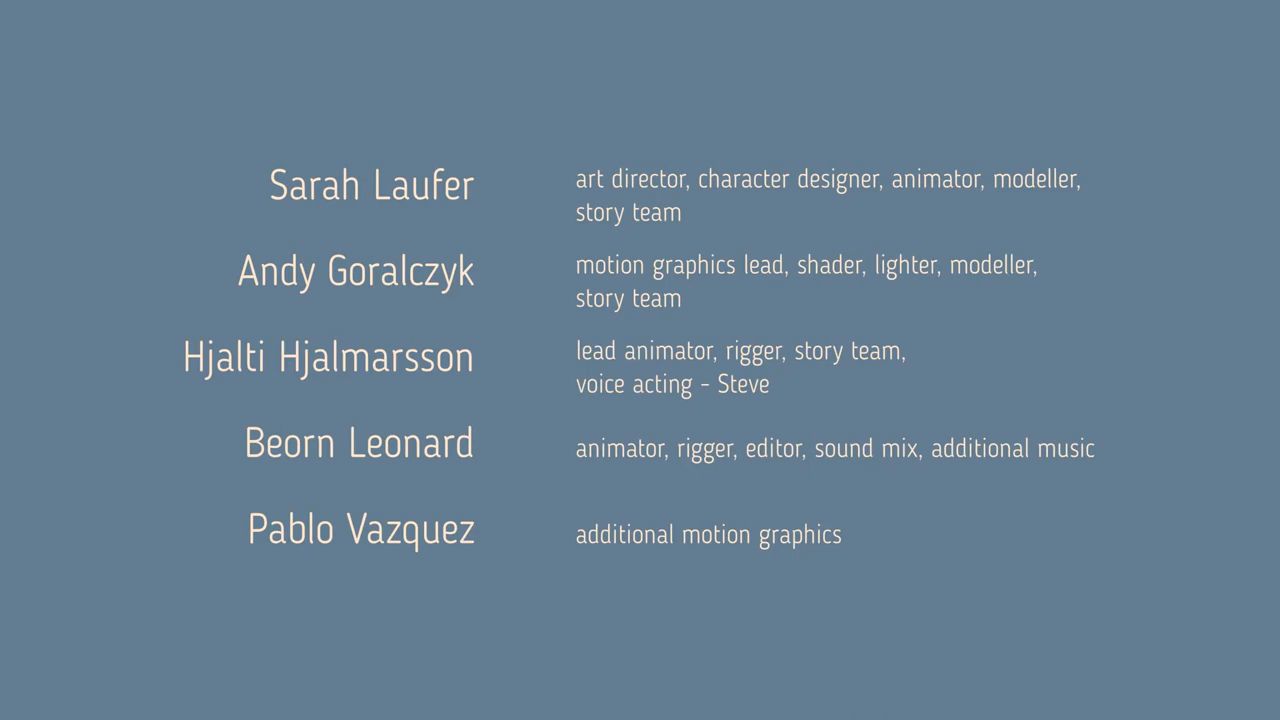 Sarah Laufer
art director, character designer, animator, modeller,
story team
Andy Goralczyk
motion graphics lead, shader, lighter, modeller,
story team
Hjalti Hjalmarsson
lead animator, rigger, story team,
voice acting - Steve
Beorn Leonard
animator, rigger, editor, sound mix, additional music
Pablo Vazquez
additional motion graphics